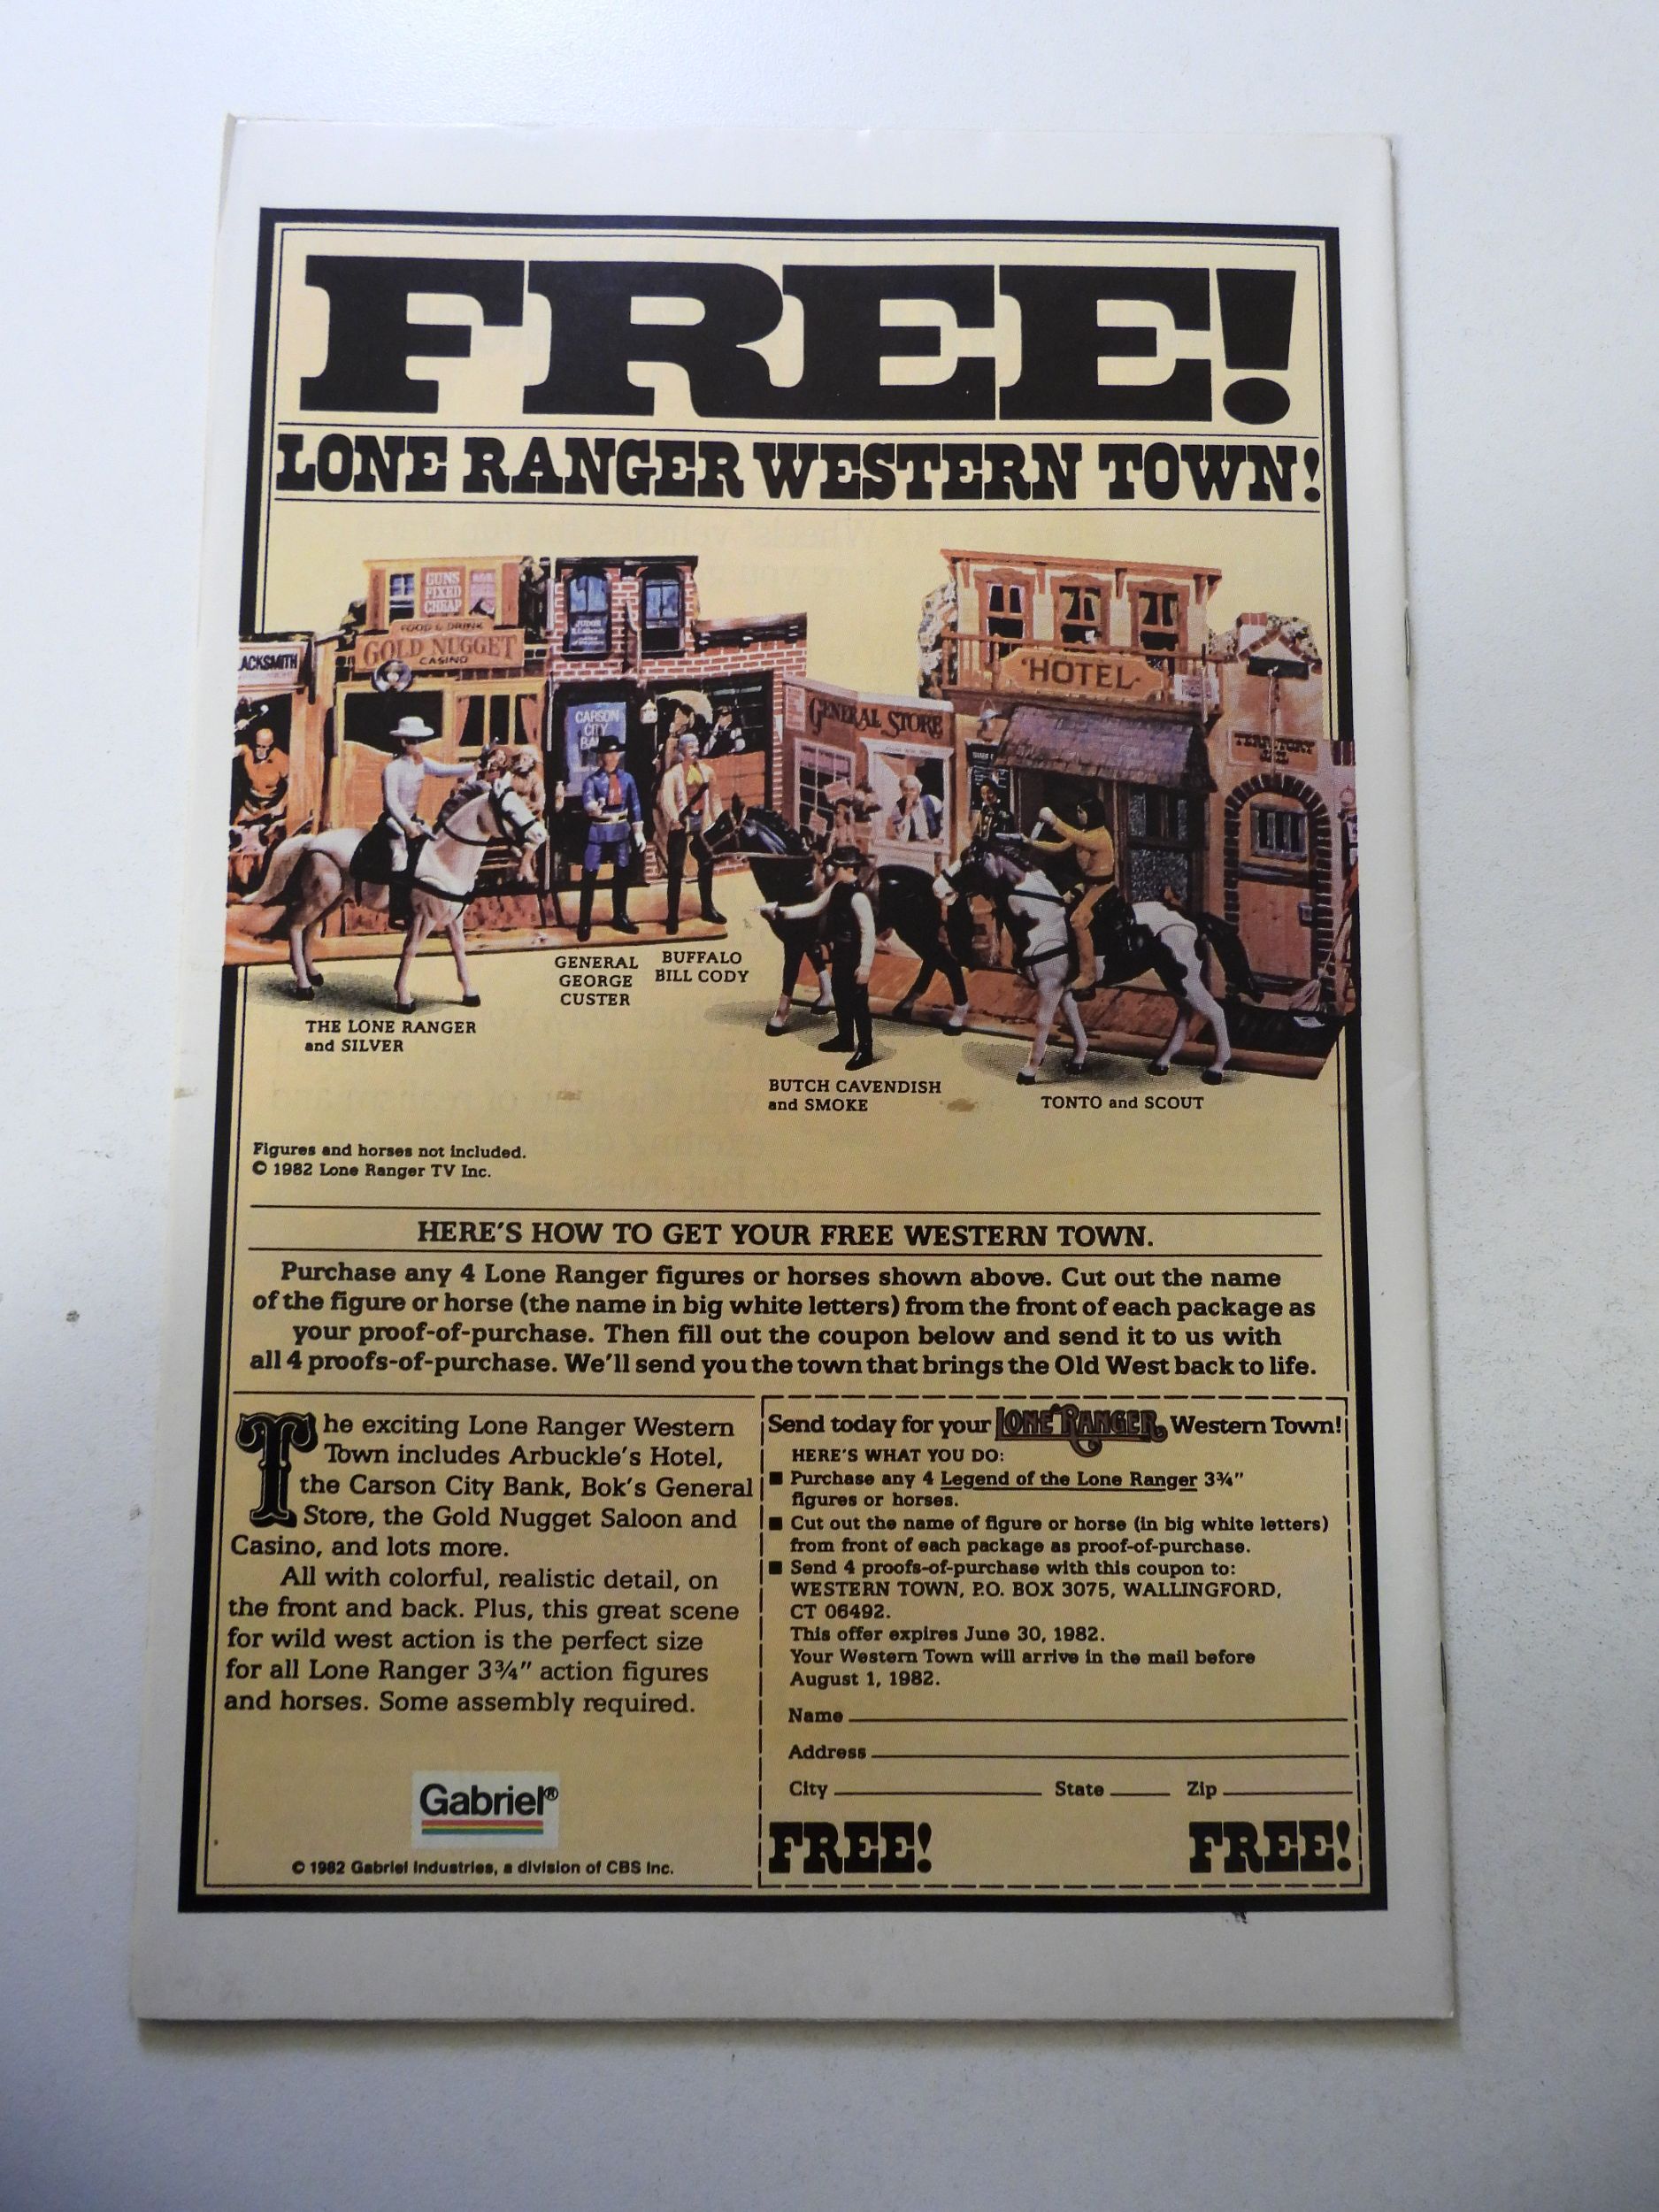 FREE!
LONE RANGER WESTERN TOWN!
GUNS
FIXED
CHEAP
FOOD & DRINK
GOLD NUGGET
CASINO
ACKSMITH
CARSON
CITY
BA
GENERAL STORE
HOTEL
TERRITORY
GENERAL
GEORGE
CUSTER
BUFFALO
BILL CODY
THE LONE RANGER
and SILVER
BUTCH CAVENDISH
and SMOKE
TONTO and SCOUT
Figures and horses not included.
© 1982 Lone Ranger TV Inc.
HERE'S HOW TO GET YOUR FREE WESTERN TOWN.
Purchase any 4 Lone Ranger figures or horses shown above. Cut out the name
of the figure or horse (the name in big white letters) from the front of each package as
your proof-of-purchase. Then fill out the coupon below and send it to us with
all 4 proofs-of-purchase. We'll send you the town that brings the Old West back to life.
The exciting Lone Ranger Western
Town includes Arbuckle's Hotel,
the Carson City Bank, Bok's General
Store, the Gold Nugget Saloon and
Casino, and lots more.
All with colorful, realistic detail, on
the front and back. Plus, this great scene
for wild west action is the perfect size
for all Lone Ranger 3¾" action figures
and horses. Some assembly required.
Gabriel®
© 1982 Gabriel Industries, a division of CBS Inc.
Send today for your LONE RANGER Western Town!
HERE'S WHAT YOU DO:
■ Purchase any 4 Legend of the Lone Ranger 3¾"
figures or horses.
■ Cut out the name of figure or horse (in big white letters)
from front of each package as proof-of-purchase.
■ Send 4 proofs-of-purchase with this coupon to:
WESTERN TOWN, P.O. BOX 3075, WALLINGFORD,
CT 06492.
This offer expires June 30, 1982.
Your Western Town will arrive in the mail before
August 1, 1982.
Name
Address
City State Zip
FREE! FREE!